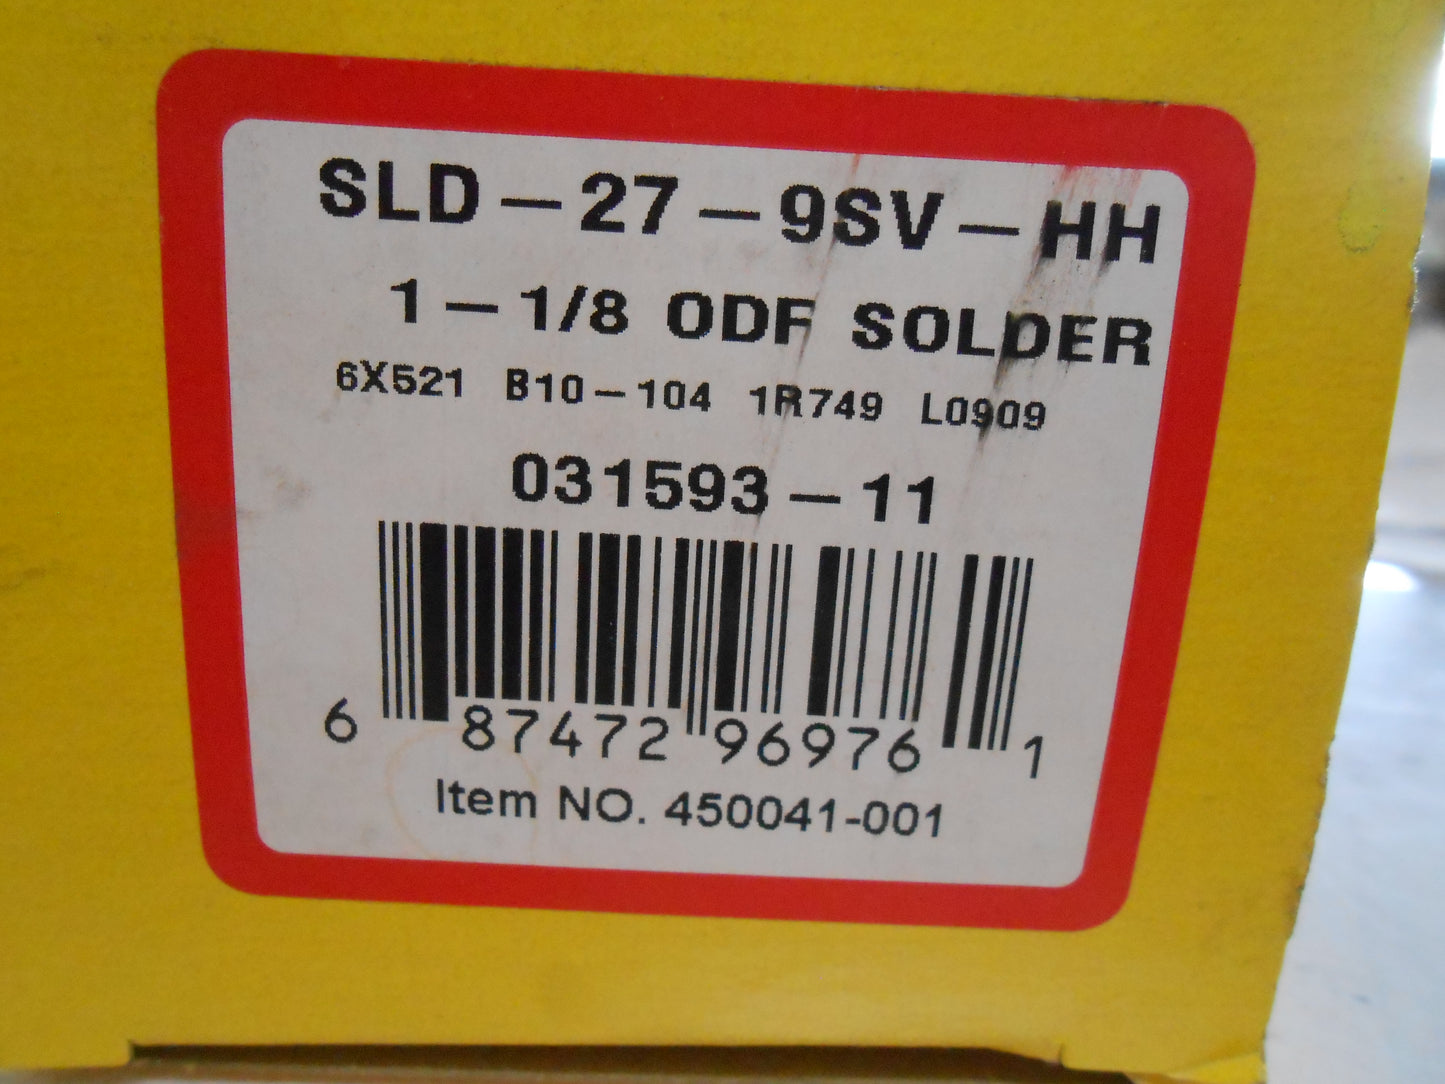 SLD-27-9SV-HH
1-1/8 ODF SOLDER
6X521 B10-104 1R749 L0909
031593-11
6 87472 96976 1
Item NO. 450041-001